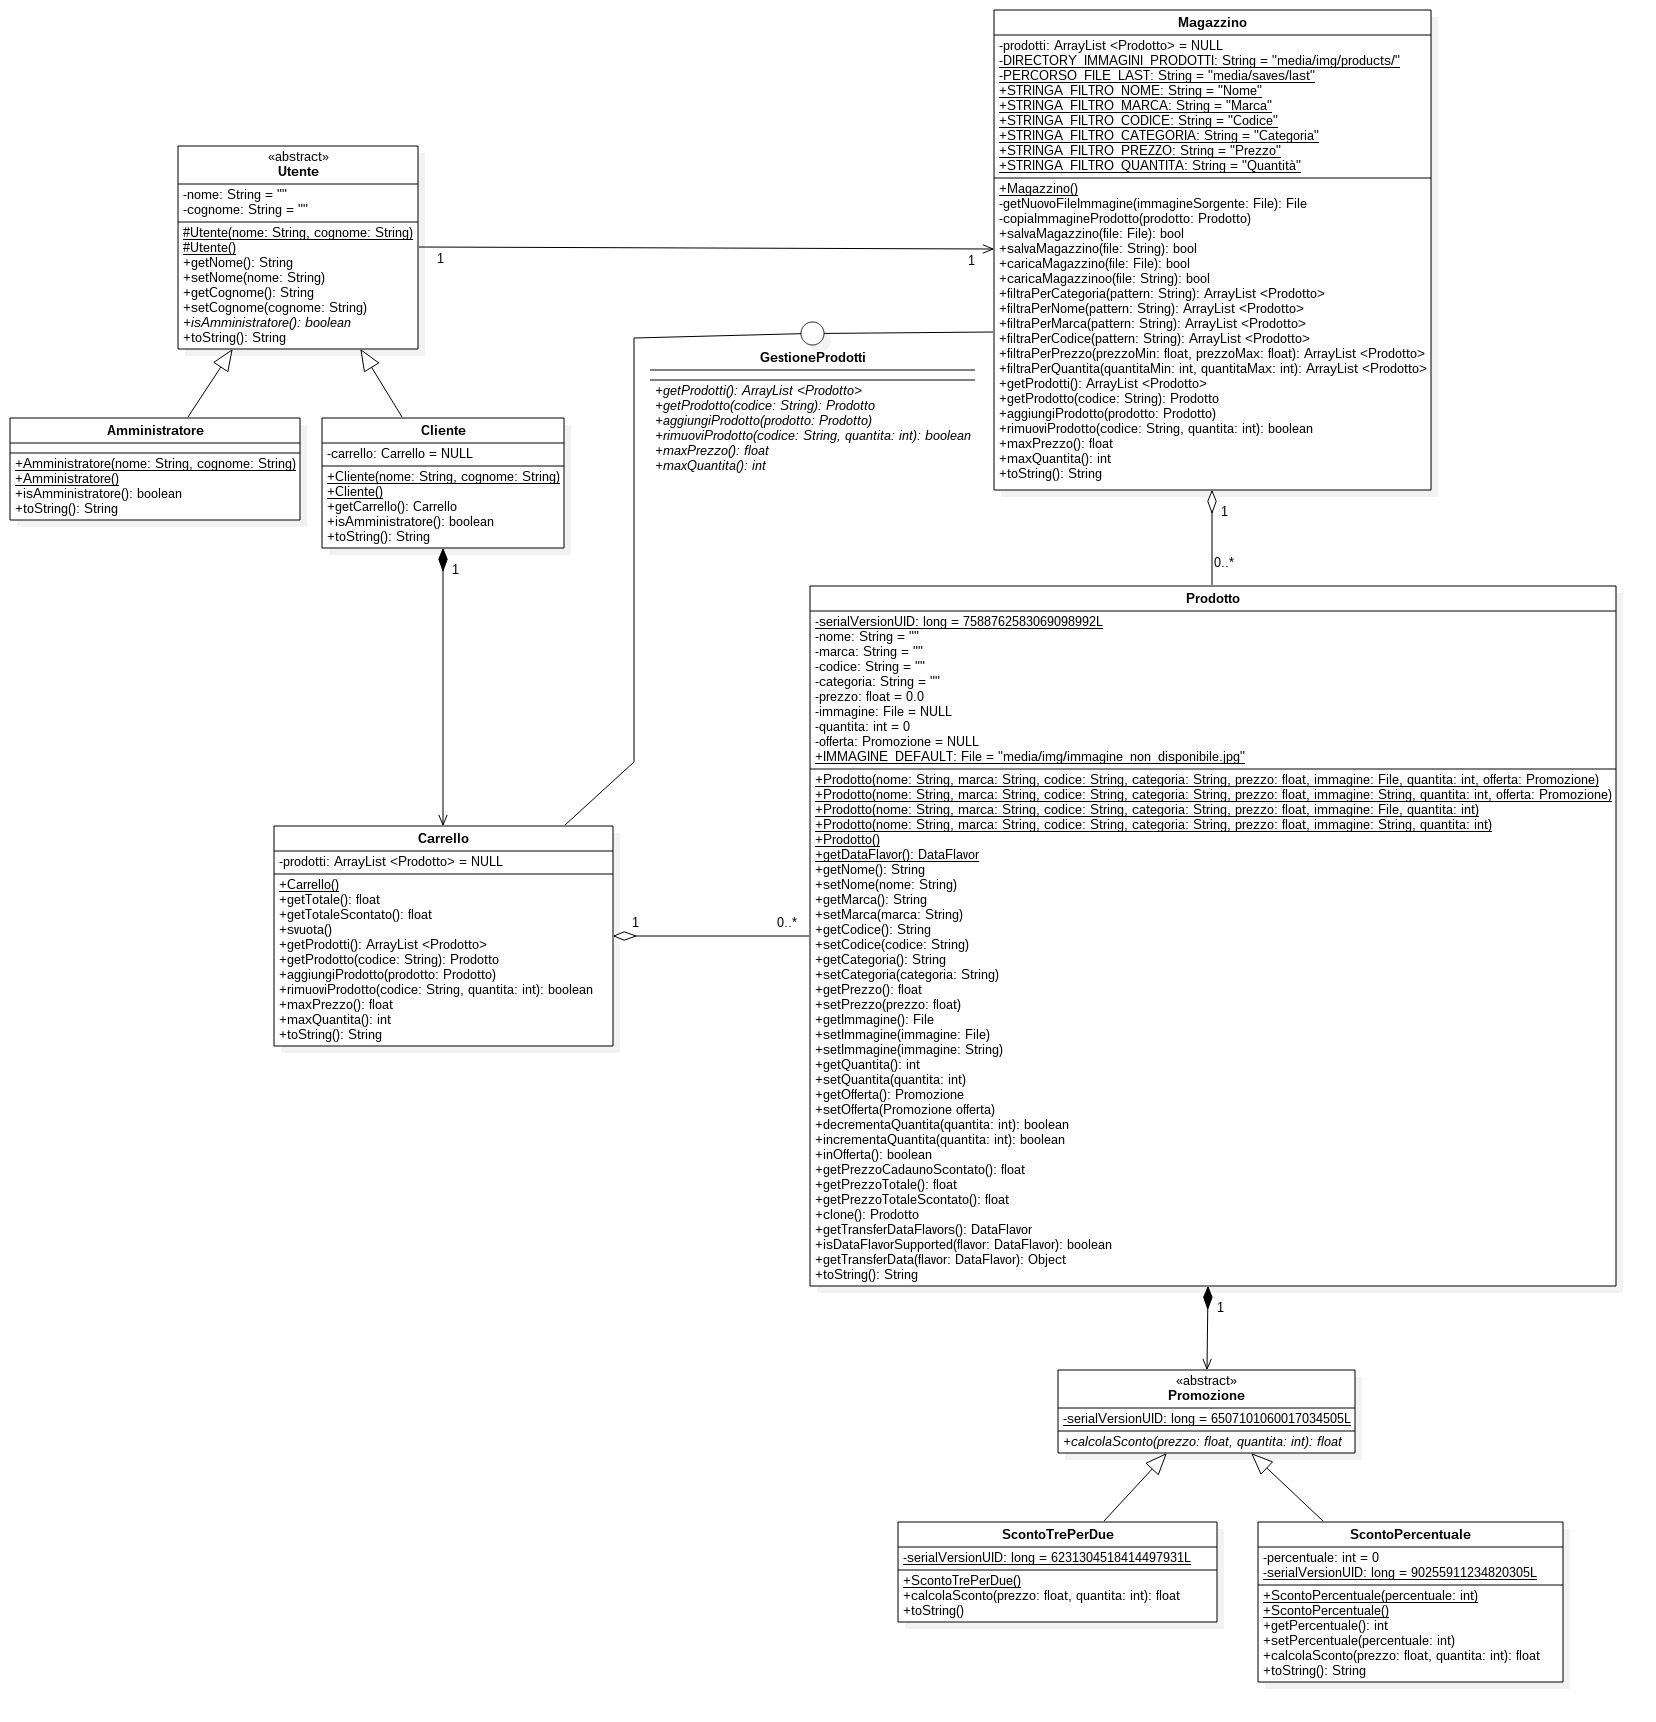 Magazzino
-prodotti: ArrayList <Prodotto> = NULL
-DIRECTORY_IMMAGINI_PRODOTTI: String = "media/img/products/"
-PERCORSO_FILE_LAST: String = "media/saves/last"
+STRINGA_FILTRO_NOME: String = "Nome"
+STRINGA_FILTRO_MARCA: String = "Marca"
+STRINGA_FILTRO_CODICE: String = "Codice"
+STRINGA_FILTRO_CATEGORIA: String = "Categoria"
+STRINGA_FILTRO_PREZZO: String = "Prezzo"
+STRINGA_FILTRO_QUANTITA: String = "Quantità"
+Magazzino()
-getNuovoFileImmagine(immagineSorgente: File): File
-copiaImmagineProdotto(prodotto: Prodotto)
+salvaMagazzino(file: File): bool
+salvaMagazzino(file: String): bool
+caricaMagazzino(file: File): bool
+caricaMagazzinoo(file: String): bool
+filtraPerCategoria(pattern: String): ArrayList <Prodotto>
+filtraPerNome(pattern: String): ArrayList <Prodotto>
+filtraPerMarca(pattern: String): ArrayList <Prodotto>
+filtraPerCodice(pattern: String): ArrayList <Prodotto>
+filtraPerPrezzo(prezzoMin: float, prezzoMax: float): ArrayList <Prodotto>
+filtraPerQuantita(quantitaMin: int, quantitaMax: int): ArrayList <Prodotto>
+getProdotti(): ArrayList <Prodotto>
+getProdotto(codice: String): Prodotto
+aggiungiProdotto(prodotto: Prodotto)
+rimuoviProdotto(codice: String, quantita: int): boolean
+maxPrezzo(): float
+maxQuantita(): int
+toString(): String
«abstract»
Utente
-nome: String = ""
-cognome: String = ""
#Utente(nome: String, cognome: String)
#Utente()
+getNome(): String
+setNome(nome: String)
+getCognome(): String
+setCognome(cognome: String)
+isAmministratore(): boolean
+toString(): String
1
1
GestioneProdotti
+getProdotti(): ArrayList <Prodotto>
+getProdotto(codice: String): Prodotto
+aggiungiProdotto(prodotto: Prodotto)
+rimuoviProdotto(codice: String, quantita: int): boolean
+maxPrezzo(): float
+maxQuantita(): int
Amministratore
+Amministratore(nome: String, cognome: String)
+Amministratore()
+isAmministratore(): boolean
+toString(): String
Cliente
-carrello: Carrello = NULL
+Cliente(nome: String, cognome: String)
+Cliente()
+getCarrello(): Carrello
+isAmministratore(): boolean
+toString(): String
1
1
0..*
Prodotto
-serialVersionUID: long = 7588762583069098992L
-nome: String = ""
-marca: String = ""
-codice: String = ""
-categoria: String = ""
-prezzo: float = 0.0
-immagine: File = NULL
-quantita: int = 0
-offerta: Promozione = NULL
+IMMAGINE_DEFAULT: File = "media/img/immagine_non_disponibile.jpg"
+Prodotto(nome: String, marca: String, codice: String, categoria: String, prezzo: float, immagine: File, quantita: int, offerta: Promozione)
+Prodotto(nome: String, marca: String, codice: String, categoria: String, prezzo: float, immagine: String, quantita: int, offerta: Promozione)
+Prodotto(nome: String, marca: String, codice: String, categoria: String, prezzo: float, immagine: File, quantita: int)
+Prodotto(nome: String, marca: String, codice: String, categoria: String, prezzo: float, immagine: String, quantita: int)
+Prodotto()
+getDataFlavor(): DataFlavor
+getNome(): String
+setNome(nome: String)
+getMarca(): String
+setMarca(marca: String)
+getCodice(): String
+setCodice(codice: String)
+getCategoria(): String
+setCategoria(categoria: String)
+getPrezzo(): float
+setPrezzo(prezzo: float)
+getImmagine(): File
+setImmagine(immagine: File)
+setImmagine(immagine: String)
+getQuantita(): int
+setQuantita(quantita: int)
+getOfferta(): Promozione
+setOfferta(Promozione offerta)
+decrementaQuantita(quantita: int): boolean
+incrementaQuantita(quantita: int): boolean
+inOfferta(): boolean
+getPrezzoCadaunoScontato(): float
+getPrezzoTotale(): float
+getPrezzoTotaleScontato(): float
+clone(): Prodotto
+getTransferDataFlavors(): DataFlavor
+isDataFlavorSupported(flavor: DataFlavor): boolean
+getTransferData(flavor: DataFlavor): Object
+toString(): String
Carrello
-prodotti: ArrayList <Prodotto> = NULL
+Carrello()
+getTotale(): float
+getTotaleScontato(): float
+svuota()
+getProdotti(): ArrayList <Prodotto>
+getProdotto(codice: String): Prodotto
+aggiungiProdotto(prodotto: Prodotto)
+rimuoviProdotto(codice: String, quantita: int): boolean
+maxPrezzo(): float
+maxQuantita(): int
+toString(): String
1
0..*
1
«abstract»
Promozione
-serialVersionUID: long = 6507101060017034505L
+calcolaSconto(prezzo: float, quantita: int): float
ScontoTrePerDue
-serialVersionUID: long = 6231304518414497931L
+ScontoTrePerDue()
+calcolaSconto(prezzo: float, quantita: int): float
+toString()
ScontoPercentuale
-percentuale: int = 0
-serialVersionUID: long = 90255911234820305L
+ScontoPercentuale(percentuale: int)
+ScontoPercentuale()
+getPercentuale(): int
+setPercentuale(percentuale: int)
+calcolaSconto(prezzo: float, quantita: int): float
+toString(): String